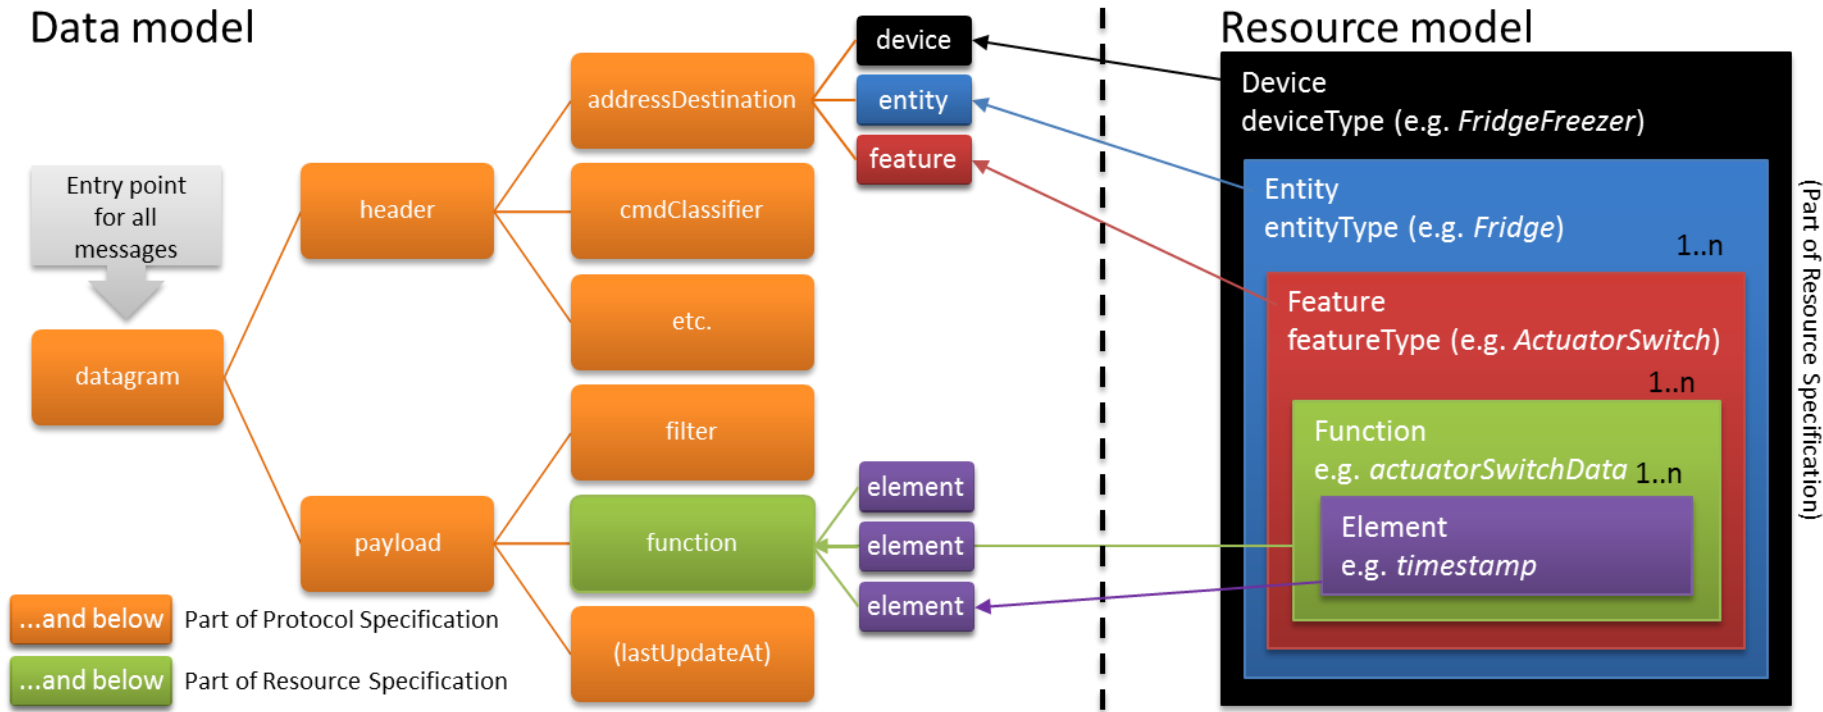 Data model
Entry point
for all
messages
datagram
header
payload
addressDestination
cmdClassifier
etc.
filter
function
(lastUpdateAt)
device
entity
feature
element
element
element
...and below
Part of Protocol Specification
...and below
Part of Resource Specification
Resource model
Device
deviceType (e.g. FridgeFreezer)
Entity
entityType (e.g. Fridge)
1..n
Feature
featureType (e.g. ActuatorSwitch)
1..n
Function
e.g. actuatorSwitchData
1..n
Element
e.g. timestamp
(Part of Resource Specification)